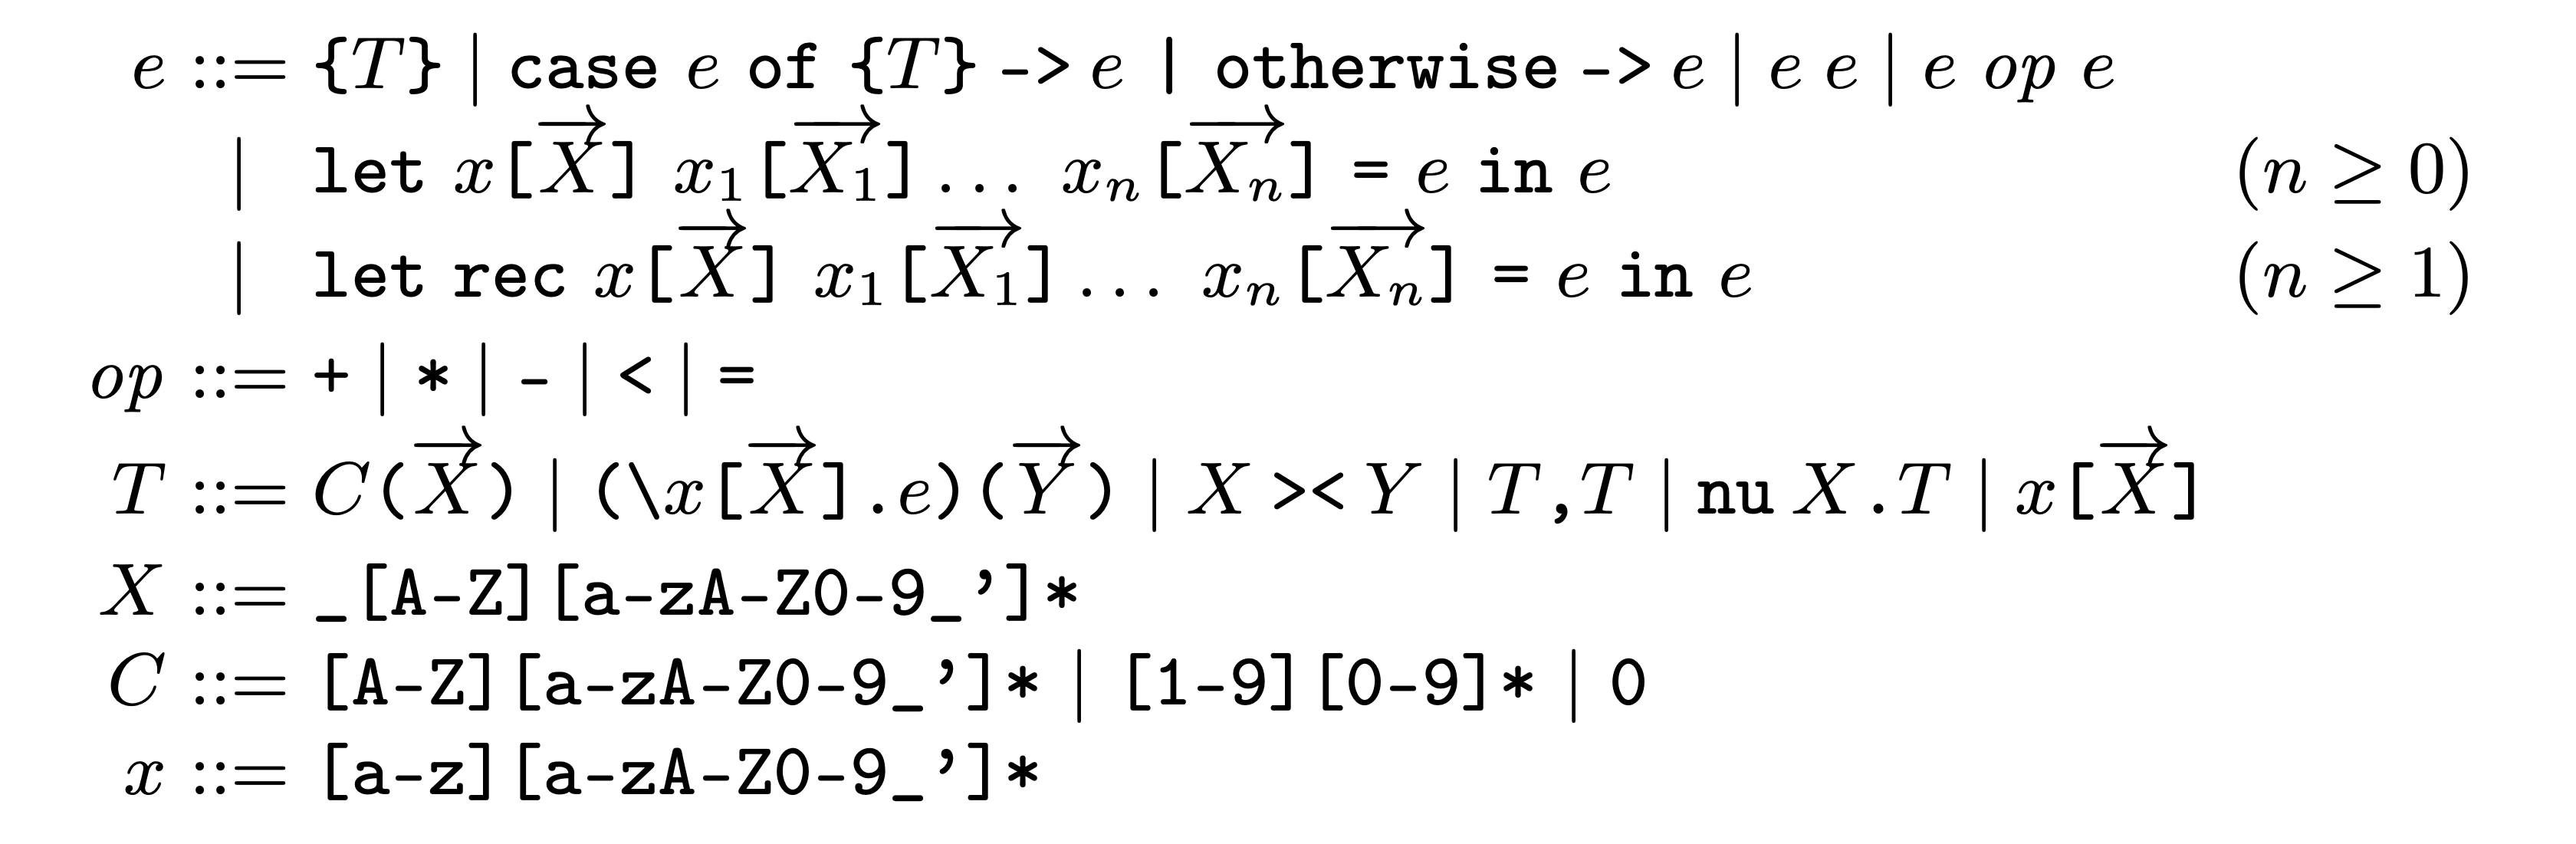 e ::= {T} | case e of {T} -> e | otherwise -> e | e e | e op e
| let x[X⃗] x₁[X⃗₁]... xₙ[X⃗ₙ] = e in e (n ≥ 0)
| let rec x[X⃗] x₁[X⃗₁]... xₙ[X⃗ₙ] = e in e (n ≥ 1)
op ::= + | * | - | < | =
T ::= C(X⃗) | (\x[X⃗].e)(Y⃗) | X >< Y | T,T | nu X.T | x[X⃗]
X ::= _[A-Z][a-zA-Z0-9_']*
C ::= [A-Z][a-zA-Z0-9_']* | [1-9][0-9]* | 0
x ::= [a-z][a-zA-Z0-9_']*